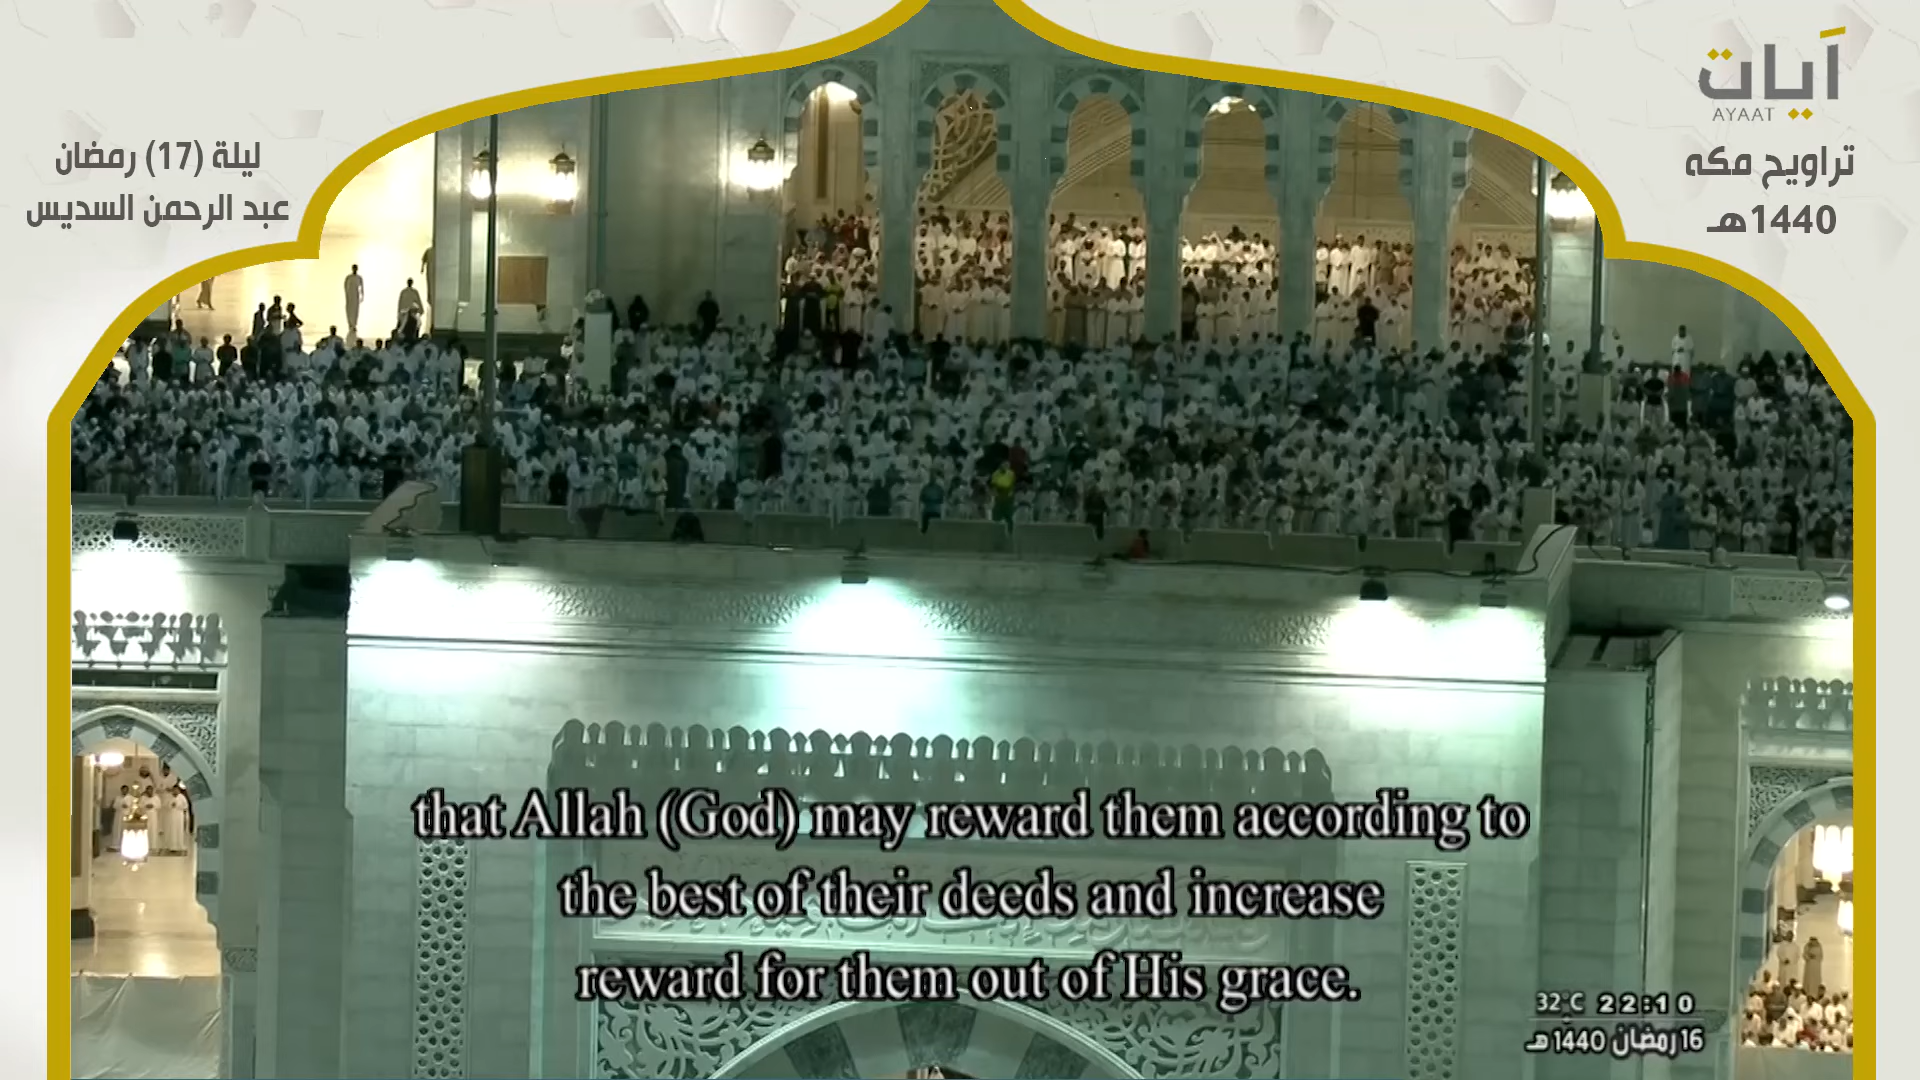 ليلة (17) رمضان
عبد الرحمن السديس
آيات
AYAAT
تراويح مكه
1440هـ
that Allah (God) may reward them according to
the best of their deeds and increase
reward for them out of His grace.
32°C 22:10
16 رمضان 1440 هـ